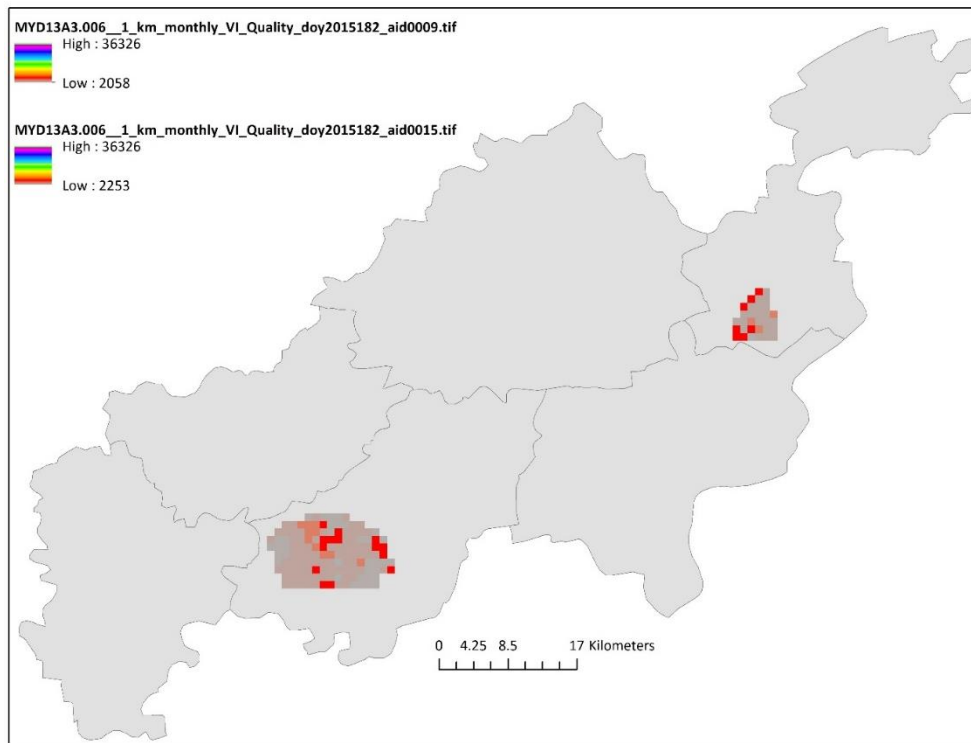 MYD13A3.006__1_km_monthly_VI_Quality_doy2015182_aid0009.tif
High : 36326
Low : 2058
MYD13A3.006__1_km_monthly_VI_Quality_doy2015182_aid0015.tif
High : 36326
Low : 2253
0 4.25 8.5 17 Kilometers